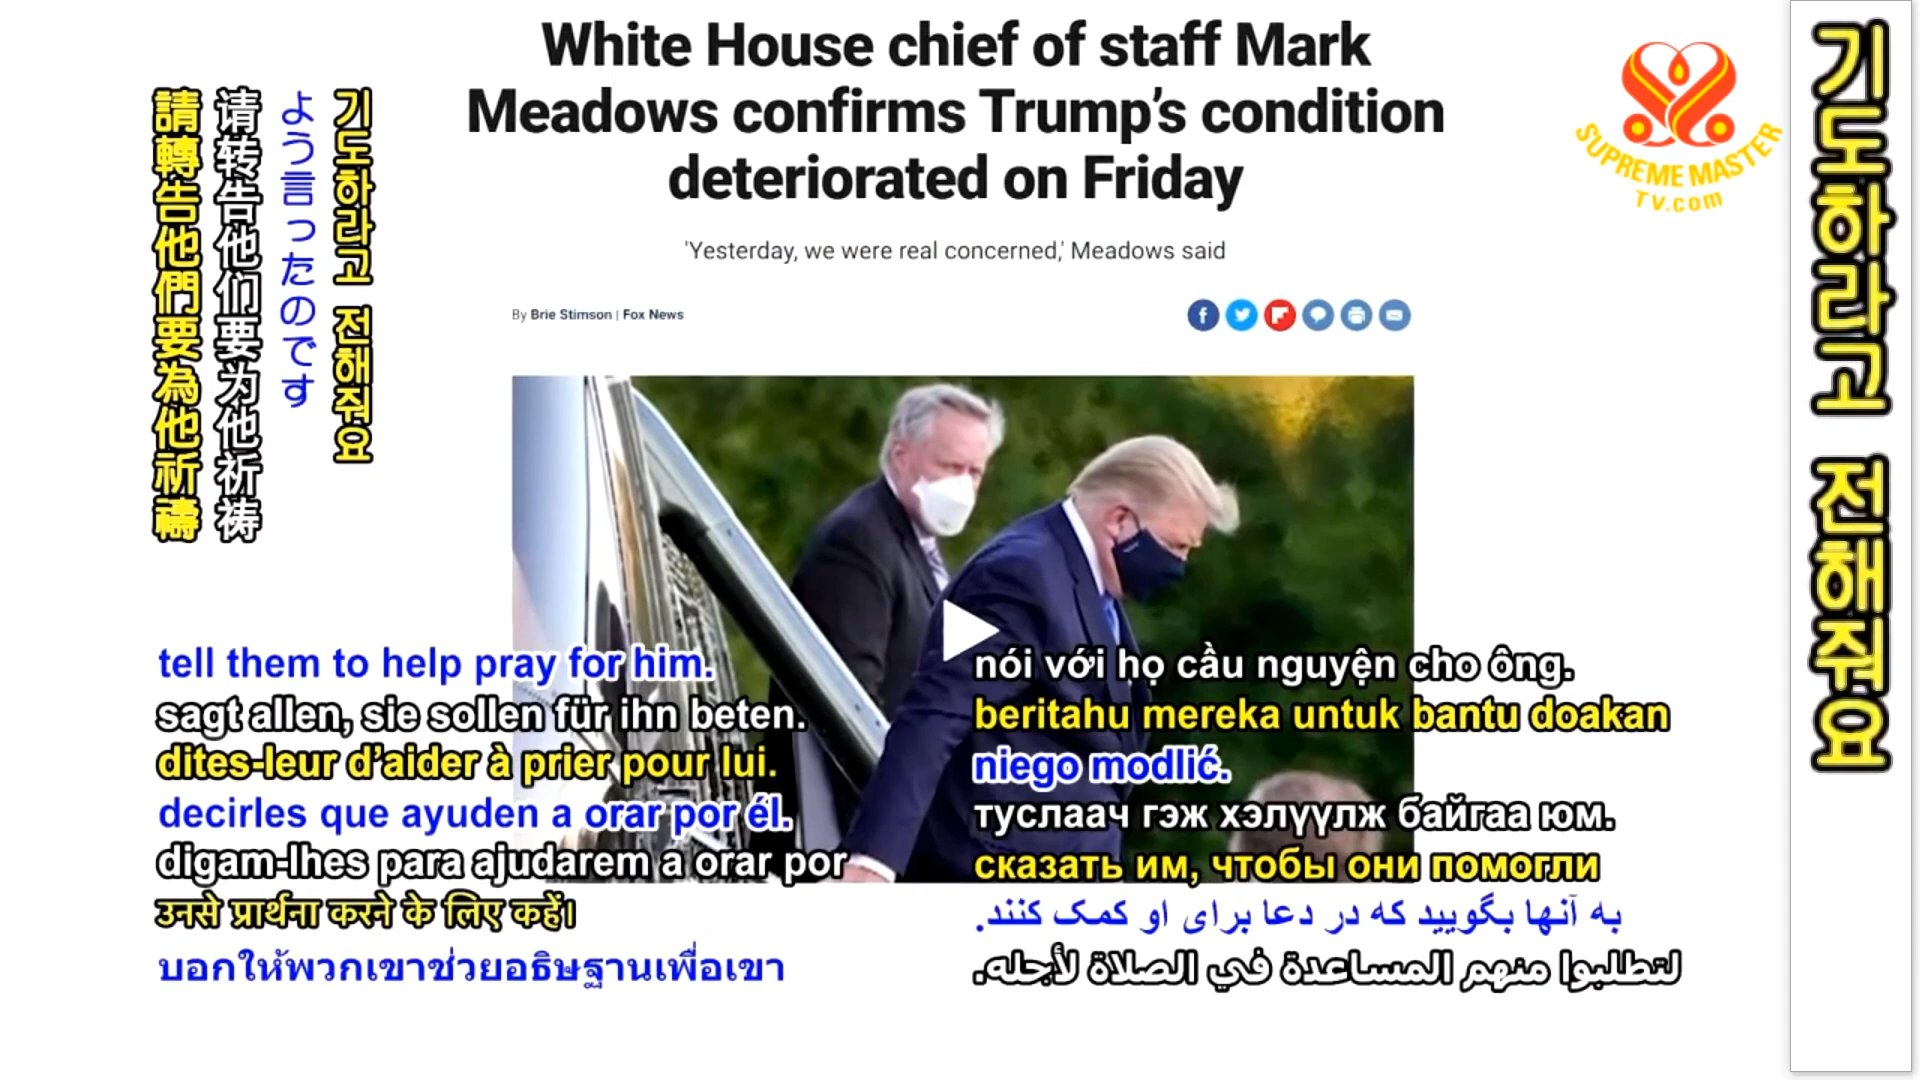 White House chief of staff Mark
Meadows confirms Trump’s condition
deteriorated on Friday
'Yesterday, we were real concerned,' Meadows said
By Brie Stimson | Fox News
SUPREME MASTER
TV.com
기도하라고 전해줘요
기도하라고 전해줘요
よう言ったのです
请转告他们要为他祈祷
請轉告他們要為他祈禱
tell them to help pray for him.
sagt allen, sie sollen für ihn beten.
dites-leur d’aider à prier pour lui.
decirles que ayuden a orar por él.
digam-lhes para ajudarem a orar por
उनसे प्रार्थना करने के लिए कहें।
บอกให้พวกเขาช่วยอธิษฐานเพื่อเขา
nói với họ cầu nguyện cho ông.
beritahu mereka untuk bantu doakan
niego modlić.
туслаач гэж хэлүүлж байгаа юм.
сказать им, чтобы они помогли
به آنها بگویید که در دعا برای او کمک کنند.
لتطلبوا منهم المساعدة في الصلاة لأجله.